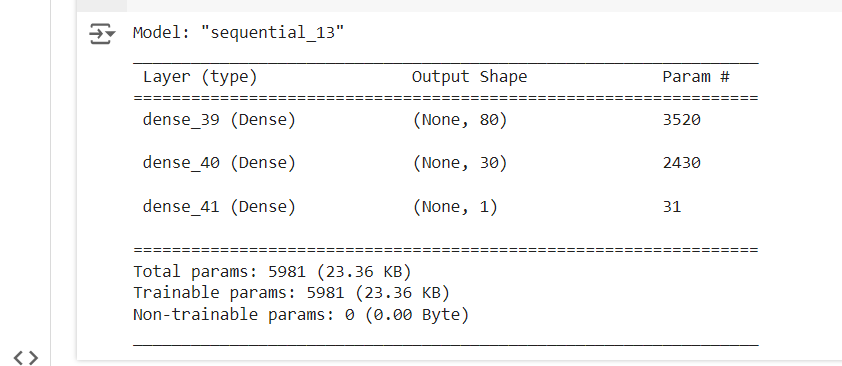 Model: "sequential_13"
_________________________________________________________________
Layer (type) Output Shape Param #
=================================================================
dense_39 (Dense) (None, 80) 3520
dense_40 (Dense) (None, 30) 2430
dense_41 (Dense) (None, 1) 31
=================================================================
Total params: 5981 (23.36 KB)
Trainable params: 5981 (23.36 KB)
Non-trainable params: 0 (0.00 Byte)
_________________________________________________________________